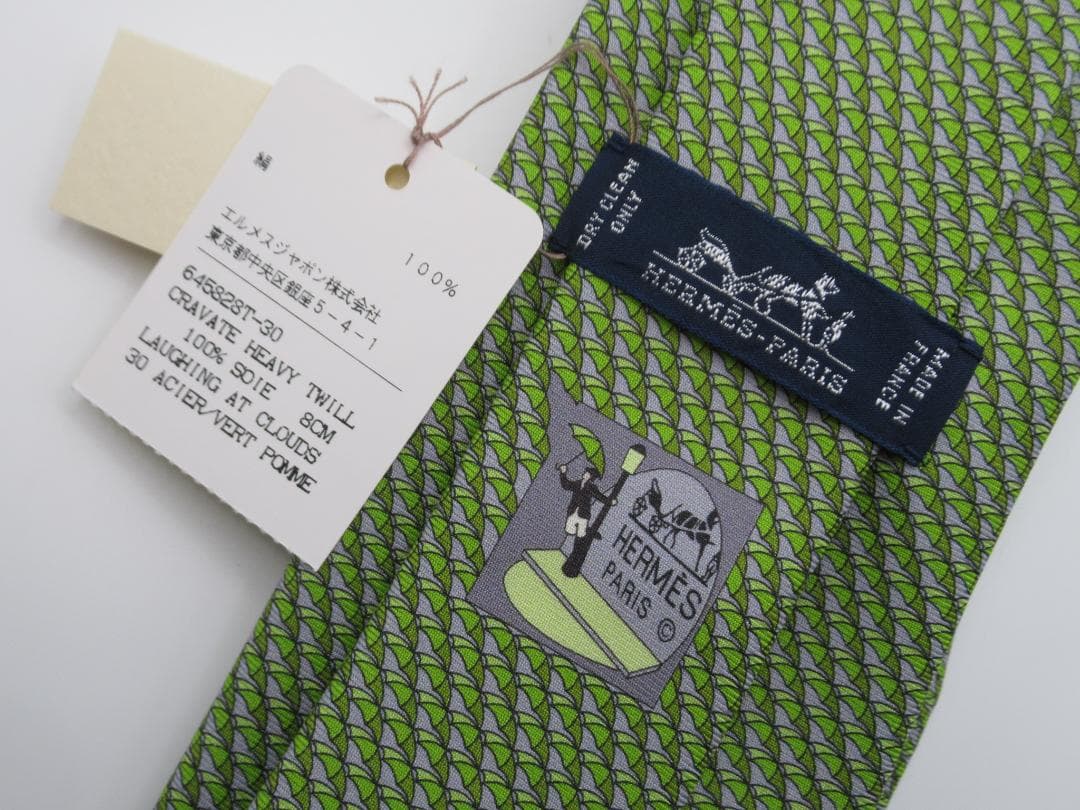 絹
100%
エルメスジャポン株式会社
東京都中央区銀座5-4-1
645828T-30
CRAVATE HEAVY TWILL
100% SOIE 8CM
LAUGHING AT CLOUDS
30 ACIER/VERT POMME
DRY CLEAN
ONLY
HERMÈS-PARIS
MADE IN
FRANCE
HERMÈS
PARIS ©